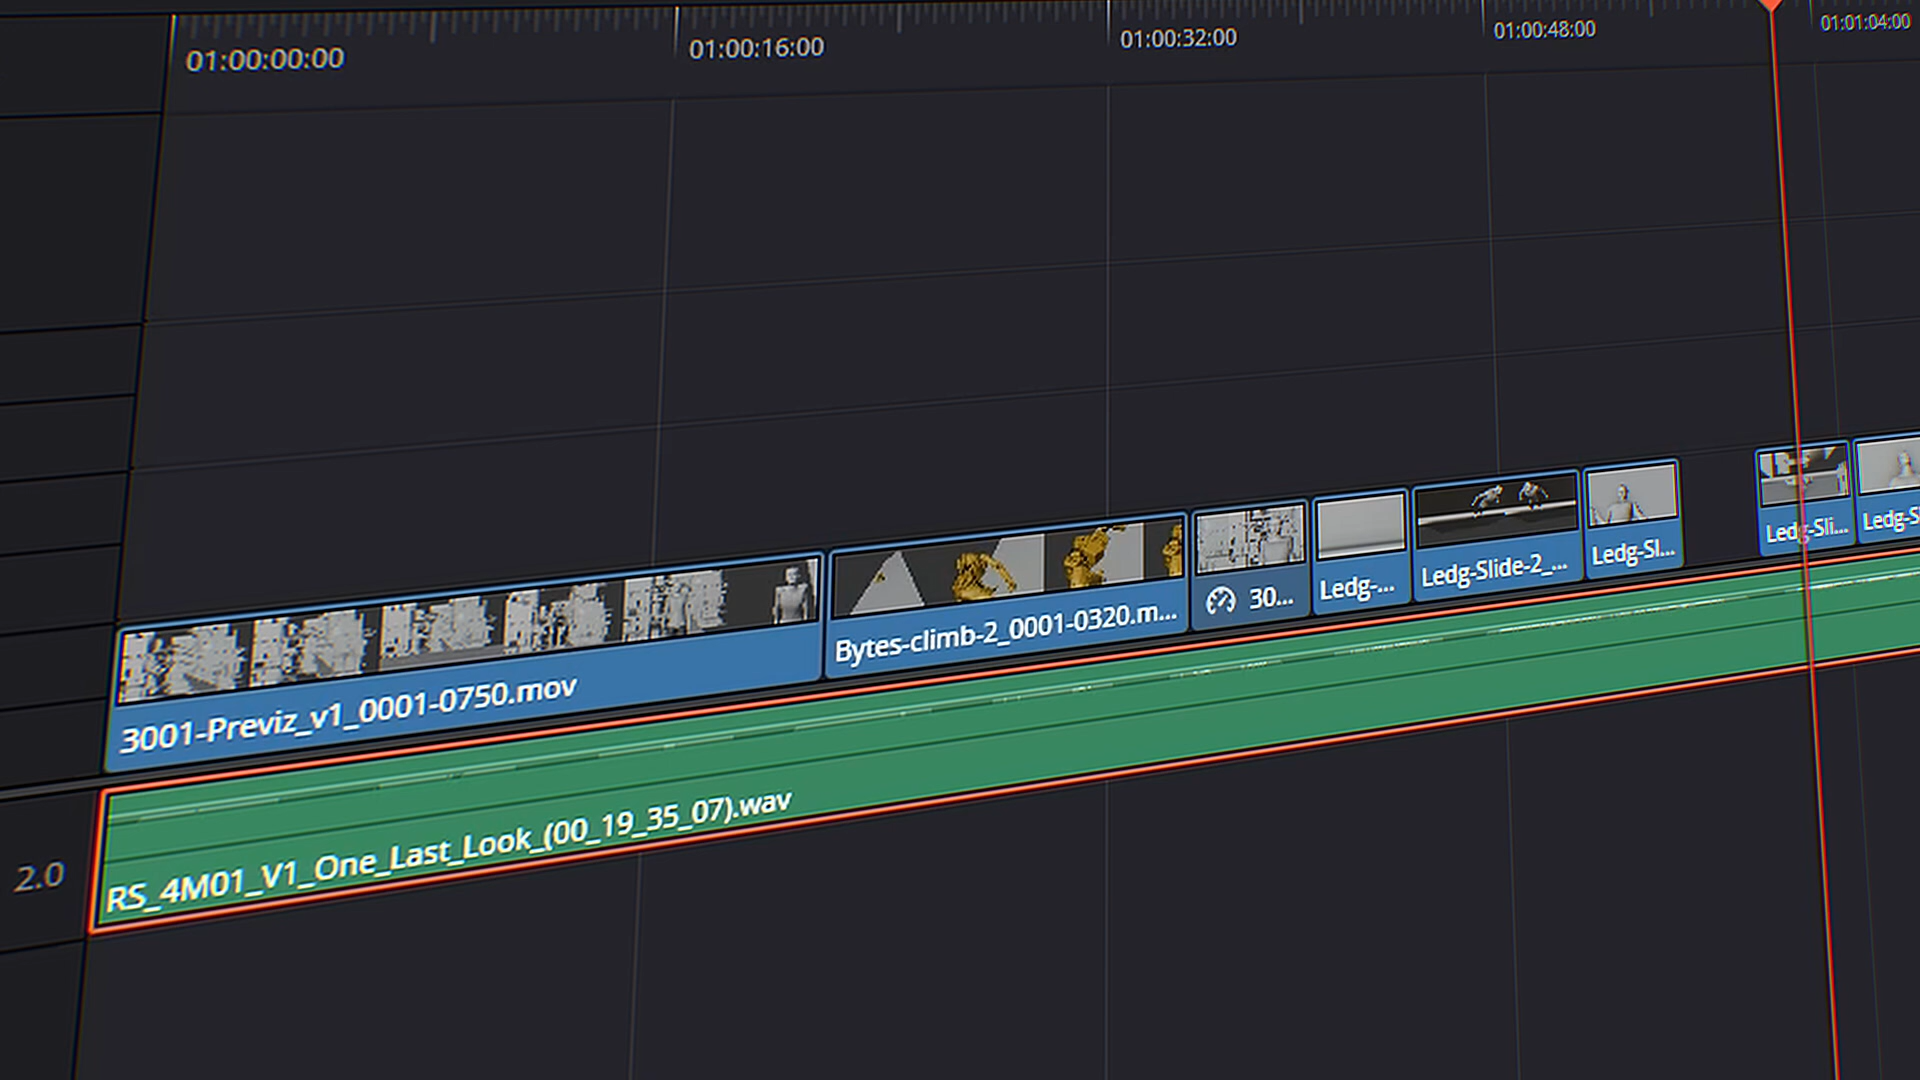 01:00:00:00
01:00:16:00
01:00:32:00
01:00:48:00
01:01:04:00
3001-Previz_v1_0001-0750.mov
Bytes-climb-2_0001-0320.m...
30...
Ledg-...
Ledg-Slide-2_...
Ledg-Sl...
Ledg-Sli...
Ledg-S
2.0
RS_4M01_V1_One_Last_Look_(00_19_35_07).wav